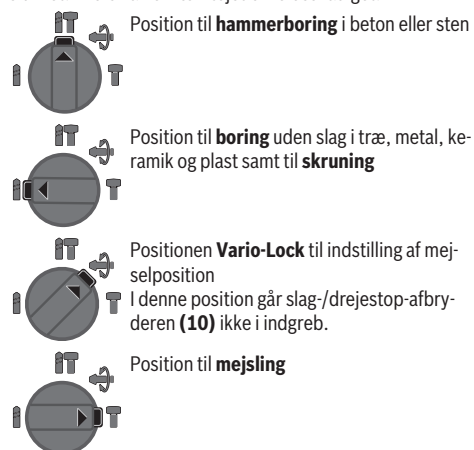 Position til hammerboring i beton eller sten
Position til boring uden slag i træ, metal, ke-
ramik og plast samt til skruning
Positionen Vario-Lock til indstilling af mej-
selposition
I denne position går slag-/drejestop-afbry-
deren (10) ikke i indgreb.
Position til mejsling